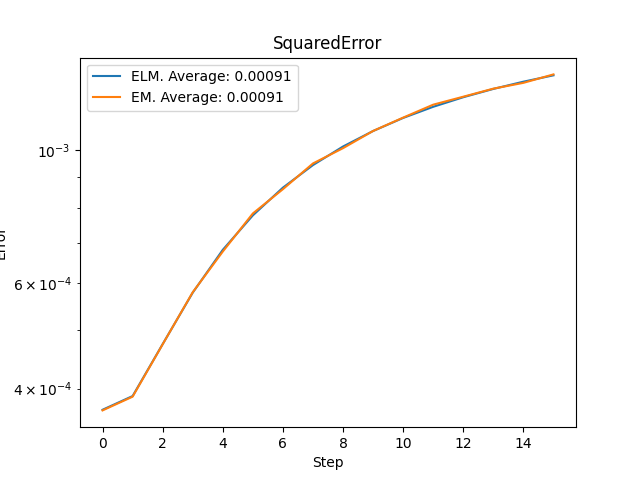 SquaredError
ELM. Average: 0.00091
EM. Average: 0.00091
10⁻³
6 × 10⁻⁴
4 × 10⁻⁴
Error
0 2 4 6 8 10 12 14
Step